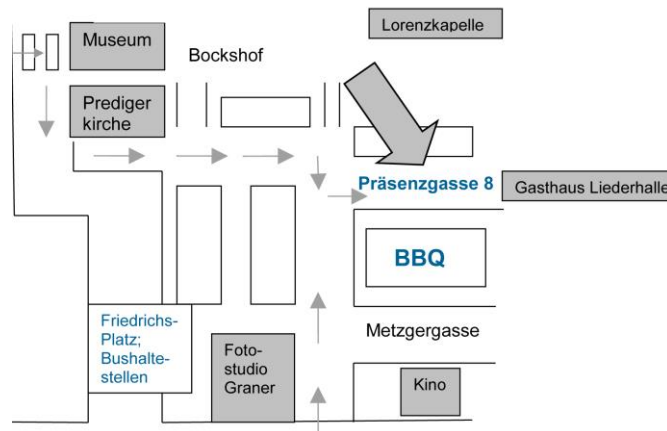 Museum
Bockshof
Lorenzkapelle
Prediger
kirche
Präsenzgasse 8
Gasthaus Liederhalle
BBQ
Friedrichs-
Platz;
Bushalte-
stellen
Metzgergasse
Foto-
studio
Graner
Kino